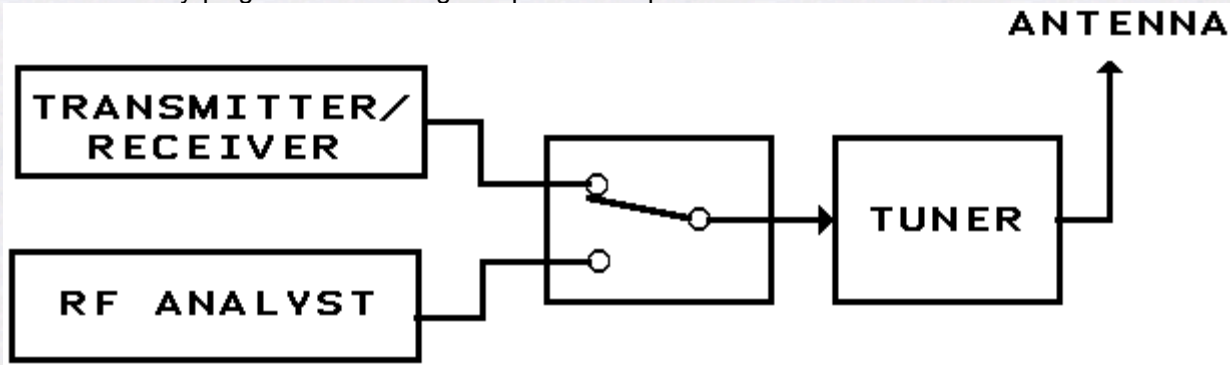 ANTENNA
TRANSMITTER/
RECEIVER
TUNER
RF ANALYST